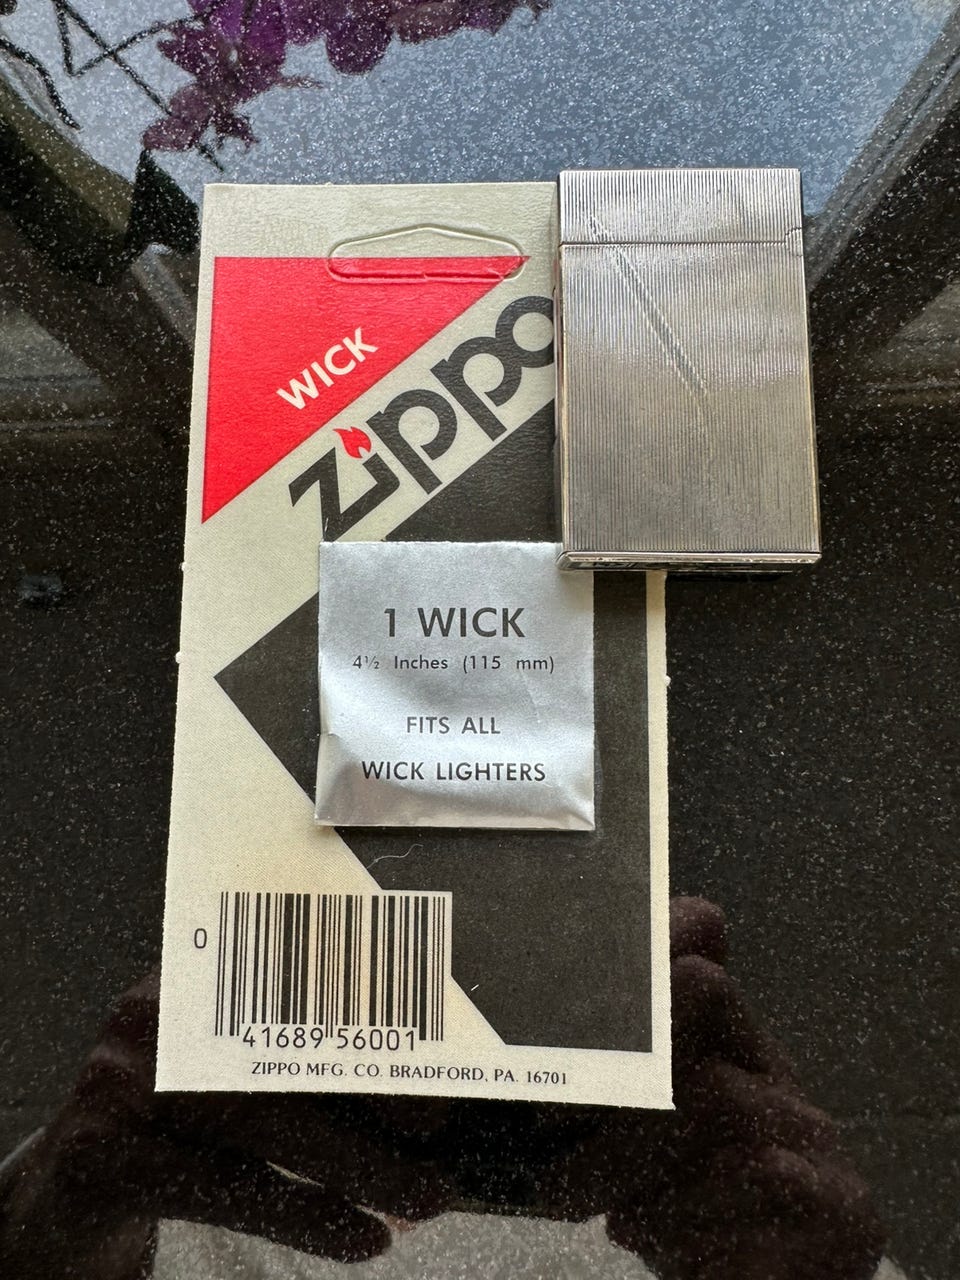 WICK
Zippo
1 WICK
4½ Inches (115 mm)
FITS ALL
WICK LIGHTERS
0
41689 56001
ZIPPO MFG. CO. BRADFORD, PA. 16701